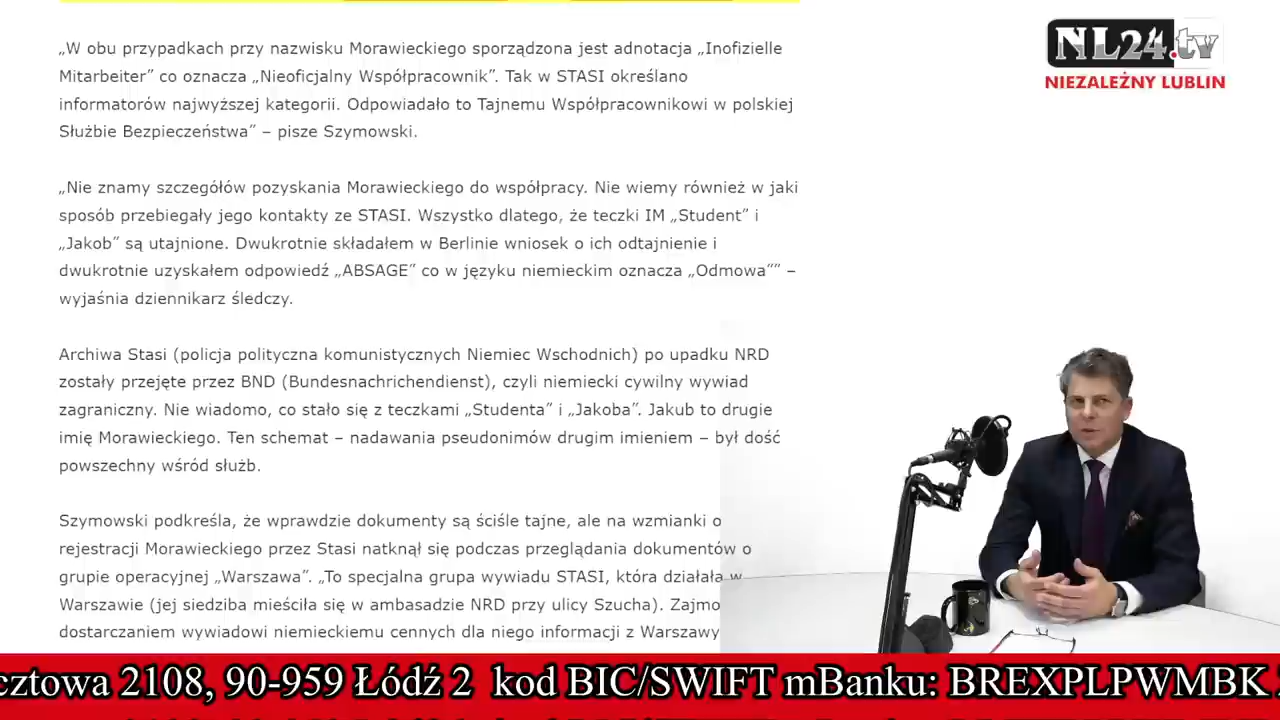 „W obu przypadkach przy nazwisku Morawieckiego sporządzona jest adnotacja „Inofizielle
Mitarbeiter” co oznacza „Nieoficjalny Współpracownik”. Tak w STASI określano
informatorów najwyższej kategorii. Odpowiadało to Tajnemu Współpracownikowi w polskiej
Służbie Bezpieczeństwa” – pisze Szymowski.
„Nie znamy szczegółów pozyskania Morawieckiego do współpracy. Nie wiemy również w jaki
sposób przebiegały jego kontakty ze STASI. Wszystko dlatego, że teczki IM „Student” i
„Jakob” są utajnione. Dwukrotnie składałem w Berlinie wniosek o ich odtajnienie i
dwukrotnie uzyskałem odpowiedź „ABSAGE” co w języku niemieckim oznacza „Odmowa”” –
wyjaśnia dziennikarz śledczy.
Archiwa Stasi (policja polityczna komunistycznych Niemiec Wschodnich) po upadku NRD
zostały przejęte przez BND (Bundesnachrichendienst), czyli niemiecki cywilny wywiad
zagraniczny. Nie wiadomo, co stało się z teczkami „Studenta” i „Jakoba”. Jakub to drugie
imię Morawieckiego. Ten schemat – nadawania pseudonimów drugim imieniem – był dość
powszechny wśród służb.
Szymowski podkreśla, że wprawdzie dokumenty są ściśle tajne, ale na wzmianki o
rejestracji Morawieckiego przez Stasi natknął się podczas przeglądania dokumentów o
grupie operacyjnej „Warszawa”. „To specjalna grupa wywiadu STASI, która działała w
Warszawie (jej siedziba mieściła się w ambasadzie NRD przy ulicy Szucha). Zajmo
dostarczaniem wywiadowi niemieckiemu cennych dla niego informacji z Warszawy
NL24.tv
NIEZALEŻNY LUBLIN
cztowa 2108, 90-959 Łódź 2 kod BIC/SWIFT mBanku: BREXPLPWMBK